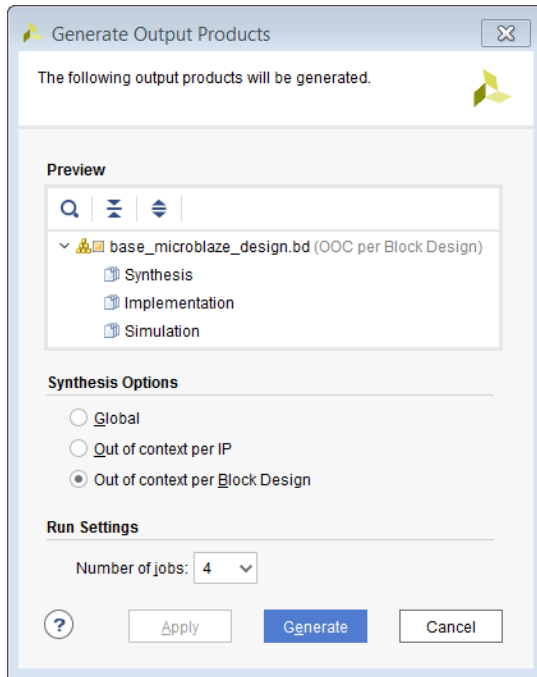 Generate Output Products
The following output products will be generated.
Preview
base_microblaze_design.bd (OOC per Block Design)
Synthesis
Implementation
Simulation
Synthesis Options
Global
Out of context per IP
Out of context per Block Design
Run Settings
Number of jobs: 4
? Apply Generate Cancel